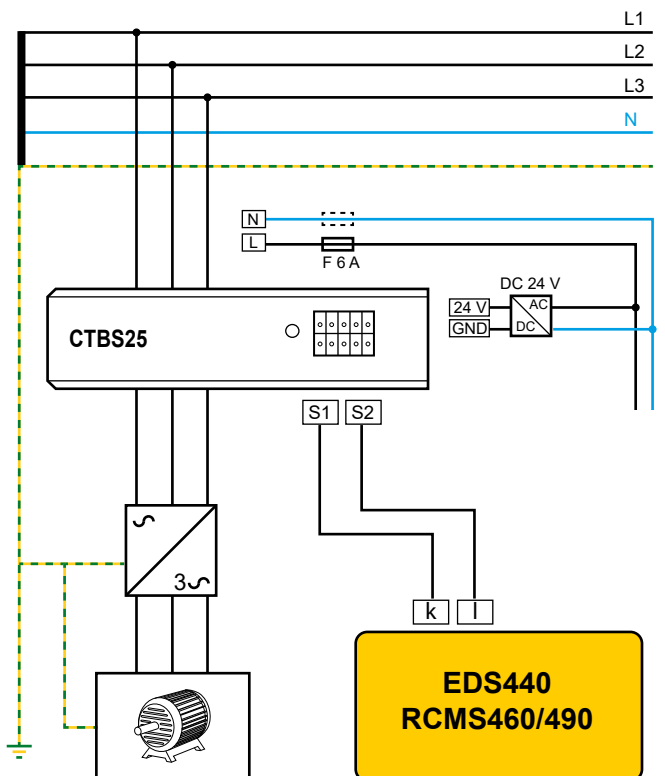 L1
L2
L3
N
N
L
F 6 A
DC 24 V
24 V
AC
GND
DC
CTBS25
S1 S2
3
k l
EDS440
RCMS460/490